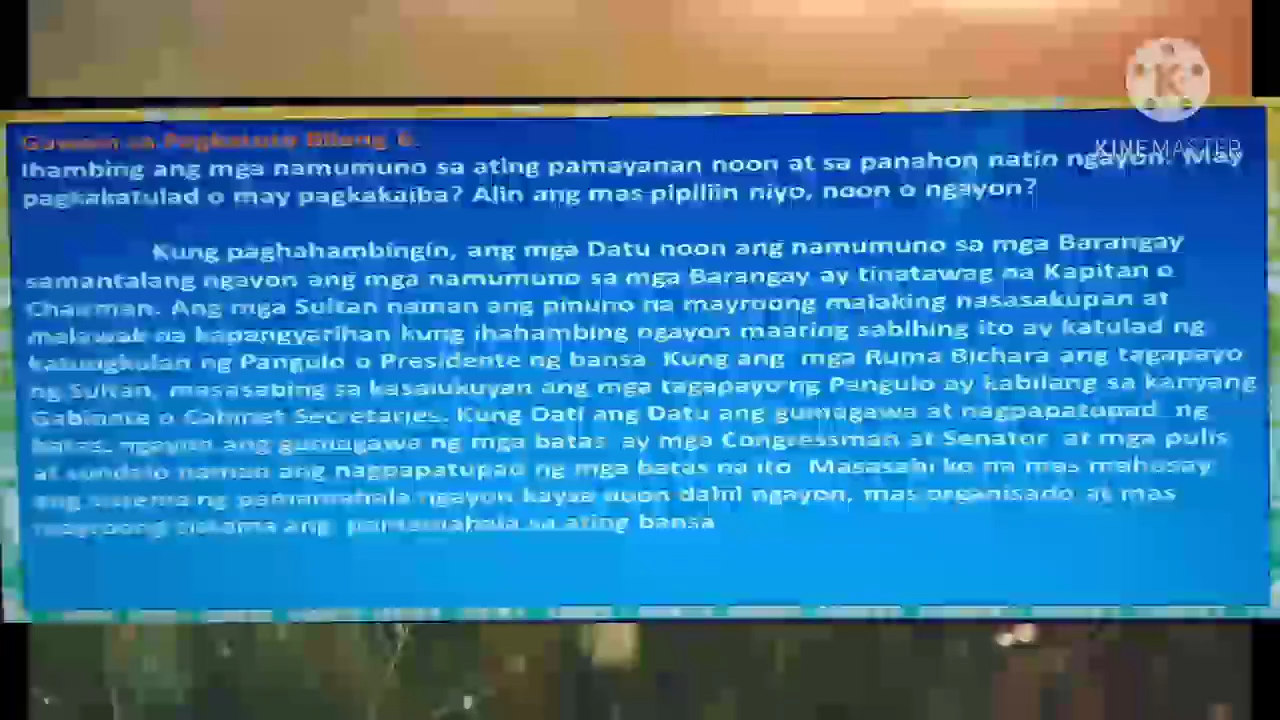 Gawain sa Pagkatuto Bilang 6.
Ihambing ang mga namumuno sa ating pamayanan noon at sa panahon natin ngayon. May
pagkakatulad o may pagkakaiba? Alin ang mas pipiliin niyo, noon o ngayon?
Kung paghahambingin, ang mga Datu noon ang namumuno sa mga Barangay
samantalang ngayon ang mga namumuno sa mga Barangay ay tinatawag na Kapitan o
Chairman. Ang mga Sultan naman ang pinuno na mayroong malaking nasasakupan at
malawak na kapangyarihan kung ihahambing ngayon maaring sabihing ito ay katulad ng
katungkulan ng Pangulo o Presidente ng bansa. Kung ang mga Ruma Bichara ang tagapayo
ng Sultan, masasabing sa kasalukuyan ang mga tagapayo ng Pangulo ay kabilang sa kanyang
Gabinete o Cabinet Secretaries. Kung Dati ang Datu ang gumagawa at nagpapatupad ng
batas, ngayon ang gumagawa ng mga batas ay mga Congressman at Senator at mga pulis
at sundalo naman ang nagpapatupad ng mga batas na ito. Masasabi ko na mas mahusay
ang sistema ng pamamahala ngayon kaysa noon dahil ngayon, mas organisado at mas
mayroong ang pamamahala sa ating bansa
KINEMASTER